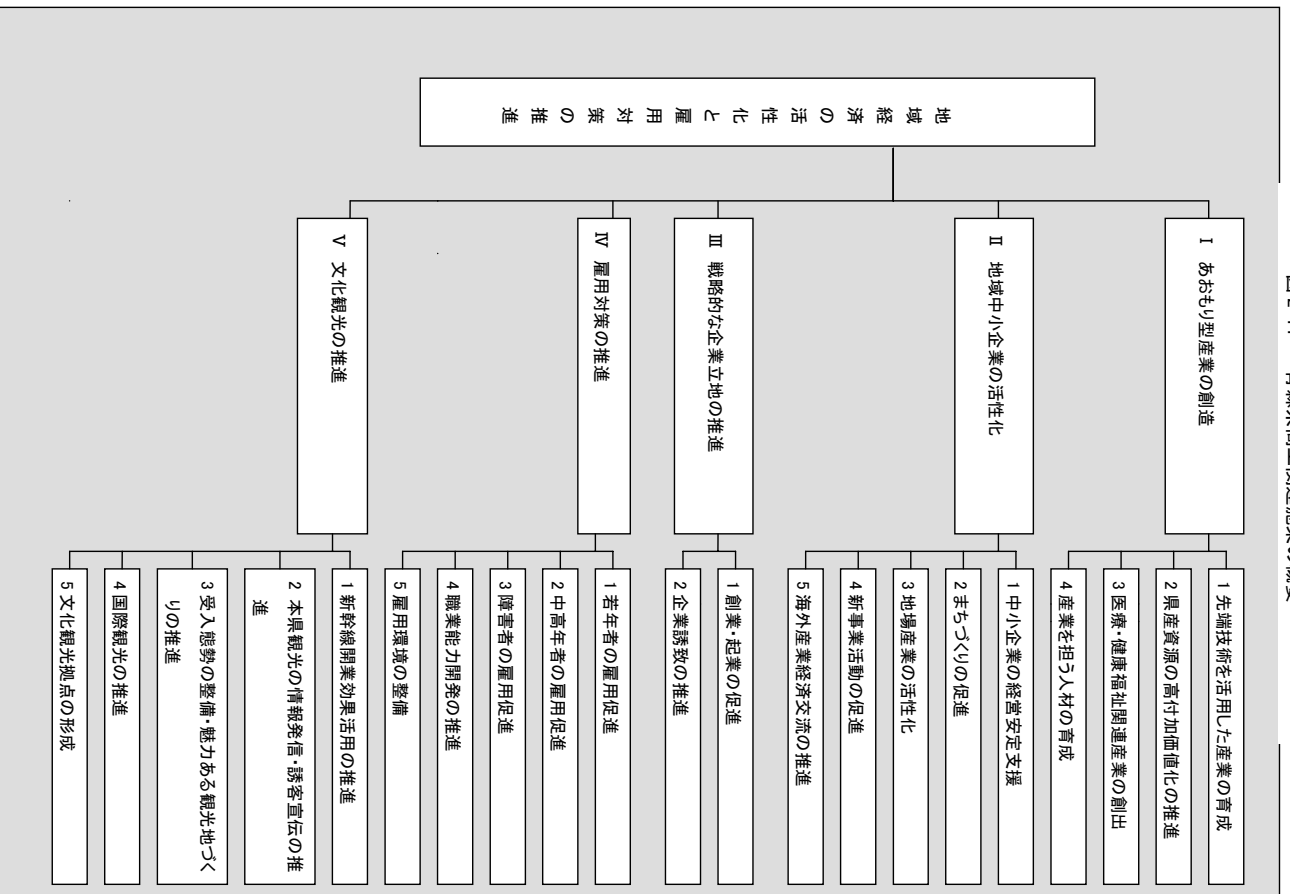 地域経済の活性化と雇用対策の推進
Ⅰ あおもり型産業の創造
1 先端技術を活用した産業の育成
2 県産資源の高付加価値化の推進
3 医療・健康福祉関連産業の創出
4 産業を担う人材の育成
Ⅱ 地域中小企業の活性化
1 中小企業の経営安定支援
2 まちづくりの促進
3 地場産業の活性化
4 新事業活動の促進
5 海外産業経済交流の推進
Ⅲ 戦略的な企業立地の推進
1 創業・起業の促進
2 企業誘致の推進
Ⅳ 雇用対策の推進
1 若年者の雇用促進
2 中高年者の雇用促進
3 障害者の雇用促進
4 職業能力開発の推進
5 雇用環境の整備
Ⅴ 文化観光の推進
1 新幹線開業効果活用の推進
2 本県観光の情報発信・誘客宣伝の推
進
3 受入態勢の整備・魅力ある観光地づく
りの推進
4 国際観光の推進
5 文化観光拠点の形成